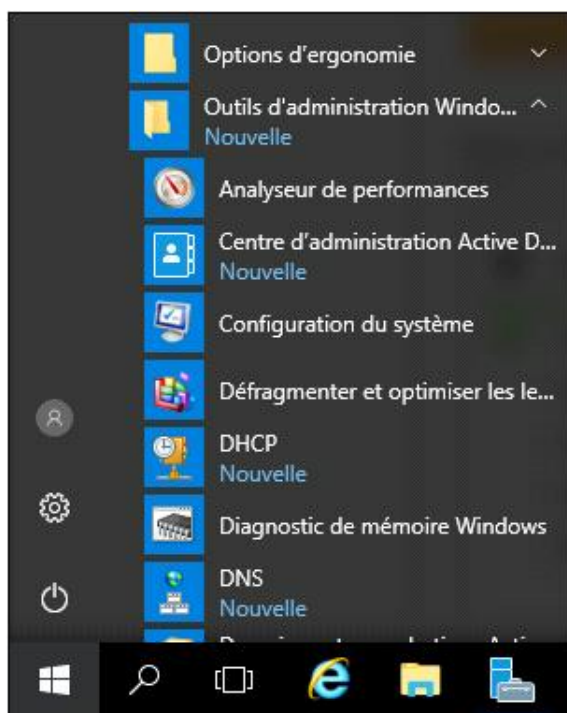 Options d'ergonomie
Outils d'administration Windo...
Nouvelle
Analyseur de performances
Centre d'administration Active D...
Nouvelle
Configuration du système
Défragmenter et optimiser les le...
DHCP
Nouvelle
Diagnostic de mémoire Windows
DNS
Nouvelle